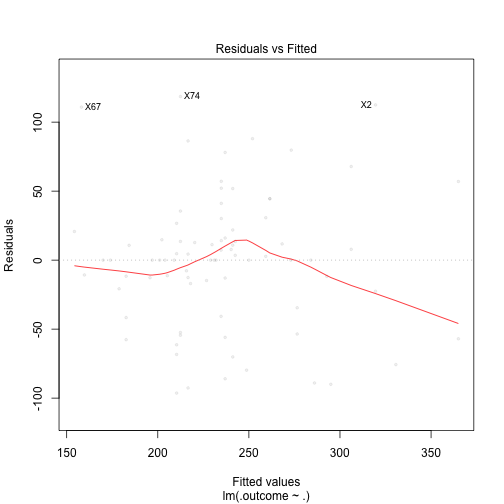 Residuals vs Fitted
X67
X74
X2
Residuals
100
50
0
-50
-100
150
200
250
300
350
Fitted values
lm(.outcome ~ .)